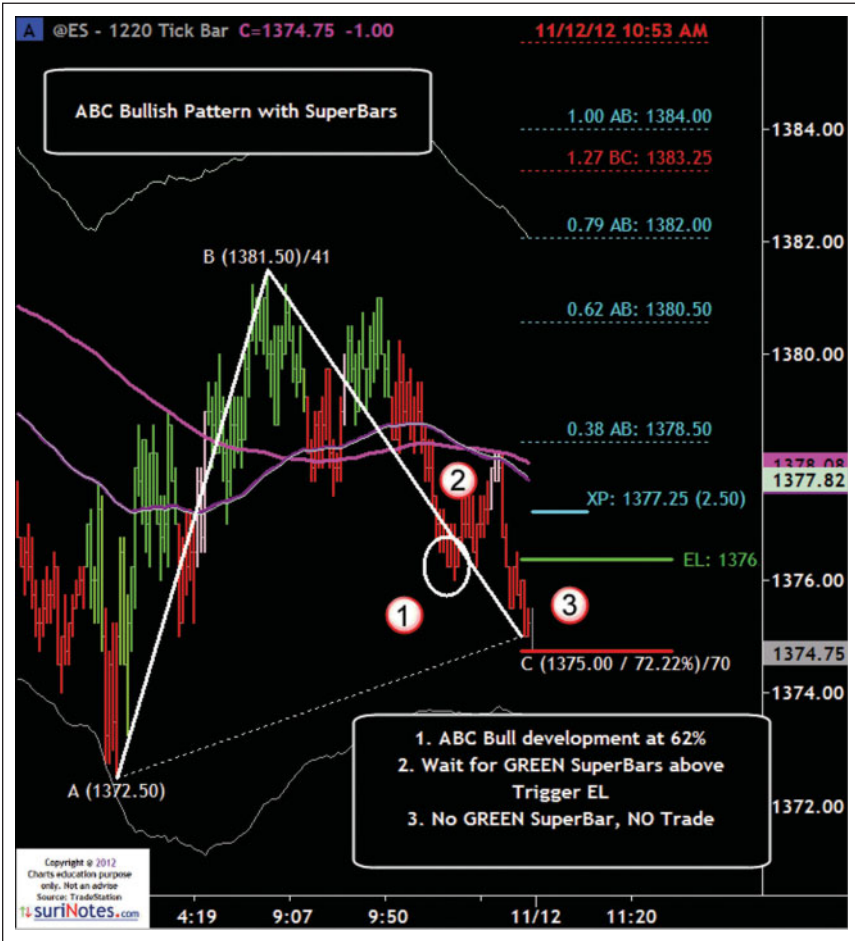 A @ES - 1220 Tick Bar C=1374.75 -1.00
11/12/12 10:53 AM
ABC Bullish Pattern with SuperBars
1.00 AB: 1384.00
1.27 BC: 1383.25
0.79 AB: 1382.00
0.62 AB: 1380.50
0.38 AB: 1378.50
XP: 1377.25 (2.50)
EL: 1376
1384.00
1382.00
1380.00
1378.08
1377.82
1376.00
1374.75
1374.00
1372.00
B (1381.50)/41
2
1
3
C (1375.00 / 72.22%)/70
A (1372.50)
1. ABC Bull development at 62%
2. Wait for GREEN SuperBars above
Trigger EL
3. No GREEN SuperBar, NO Trade
Copyright @ 2012
Charts education purpose
only. Not an advise
Source: TradeStation
suriNotes.com
4:19 9:07 9:50 11/12 11:20